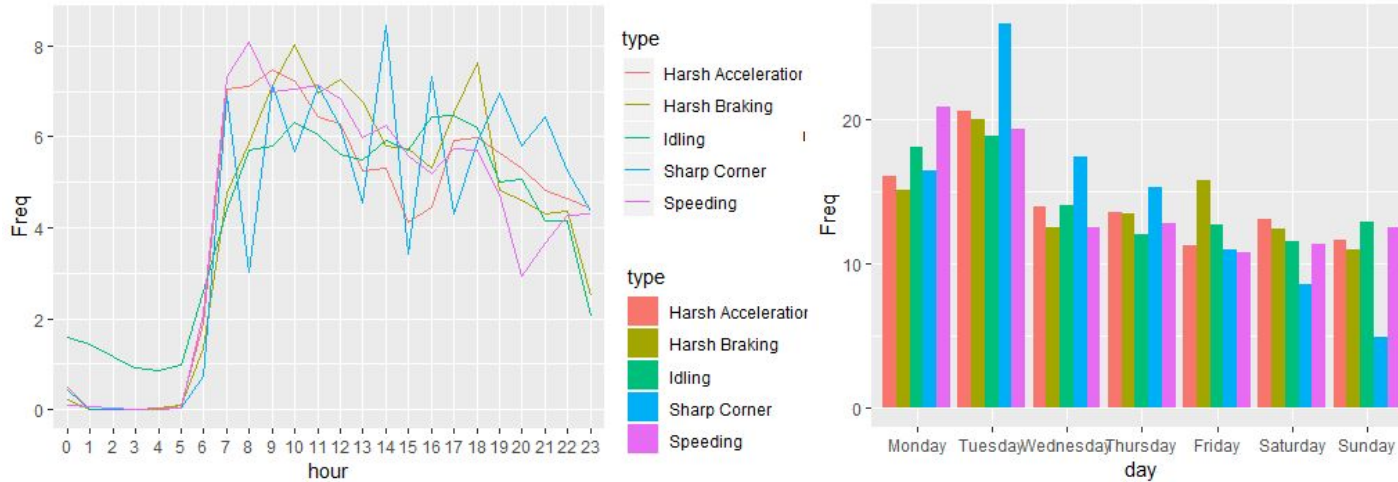 8
6
4
2
0
Freq
0 1 2 3 4 5 6 7 8 9 10 11 12 13 14 15 16 17 18 19 20 21 22 23
hour
type
Harsh Acceleration
Harsh Braking
Idling
Sharp Corner
Speeding
type
Harsh Acceleration
Harsh Braking
Idling
Sharp Corner
Speeding
20
10
0
Freq
Monday Tuesday Wednesday Thursday Friday Saturday Sunday
day